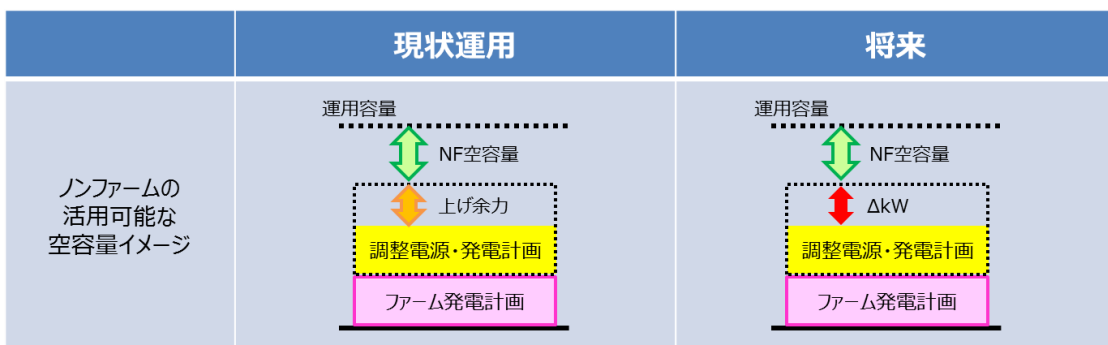 現状運用
将来
ノンファームの
活用可能な
空容量イメージ
運用容量
NF空容量
上げ余力
調整電源・発電計画
ファーム発電計画
運用容量
NF空容量
ΔkW
調整電源・発電計画
ファーム発電計画